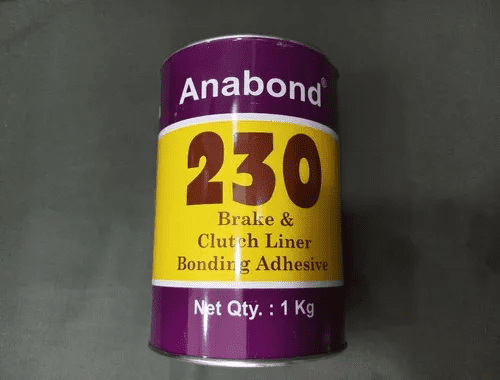 Anabond®
230
Brake &
Clutch Liner
Bonding Adhesive
Net Qty. : 1 Kg